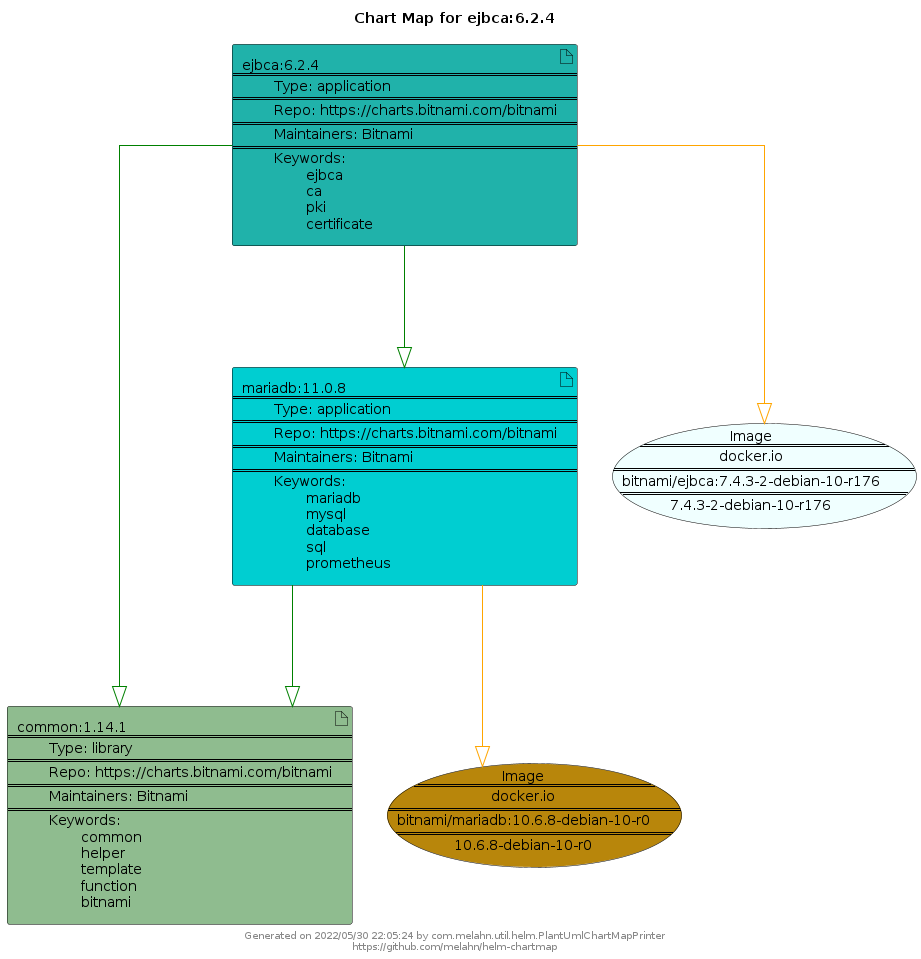 Chart Map for ejbca:6.2.4
ejbca:6.2.4
Type: application
Repo: https://charts.bitnami.com/bitnami
Maintainers: Bitnami
Keywords:
ejbca
ca
pki
certificate
mariadb:11.0.8
Type: application
Repo: https://charts.bitnami.com/bitnami
Maintainers: Bitnami
Keywords:
mariadb
mysql
database
sql
prometheus
Image
docker.io
bitnami/ejbca:7.4.3-2-debian-10-r176
7.4.3-2-debian-10-r176
common:1.14.1
Type: library
Repo: https://charts.bitnami.com/bitnami
Maintainers: Bitnami
Keywords:
common
helper
template
function
bitnami
Image
docker.io
bitnami/mariadb:10.6.8-debian-10-r0
10.6.8-debian-10-r0
Generated on 2022/05/30 22:05:24 by com.melahn.util.helm.PlantUmlChartMapPrinter
https://github.com/melahn/helm-chartmap